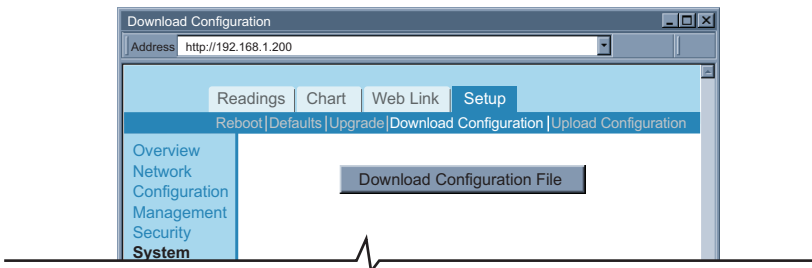 Download Configuration
Address http://192.168.1.200
Readings Chart Web Link Setup
Reboot|Defaults|Upgrade|Download Configuration|Upload Configuration
Overview
Network
Configuration
Management
Security
System
Download Configuration File